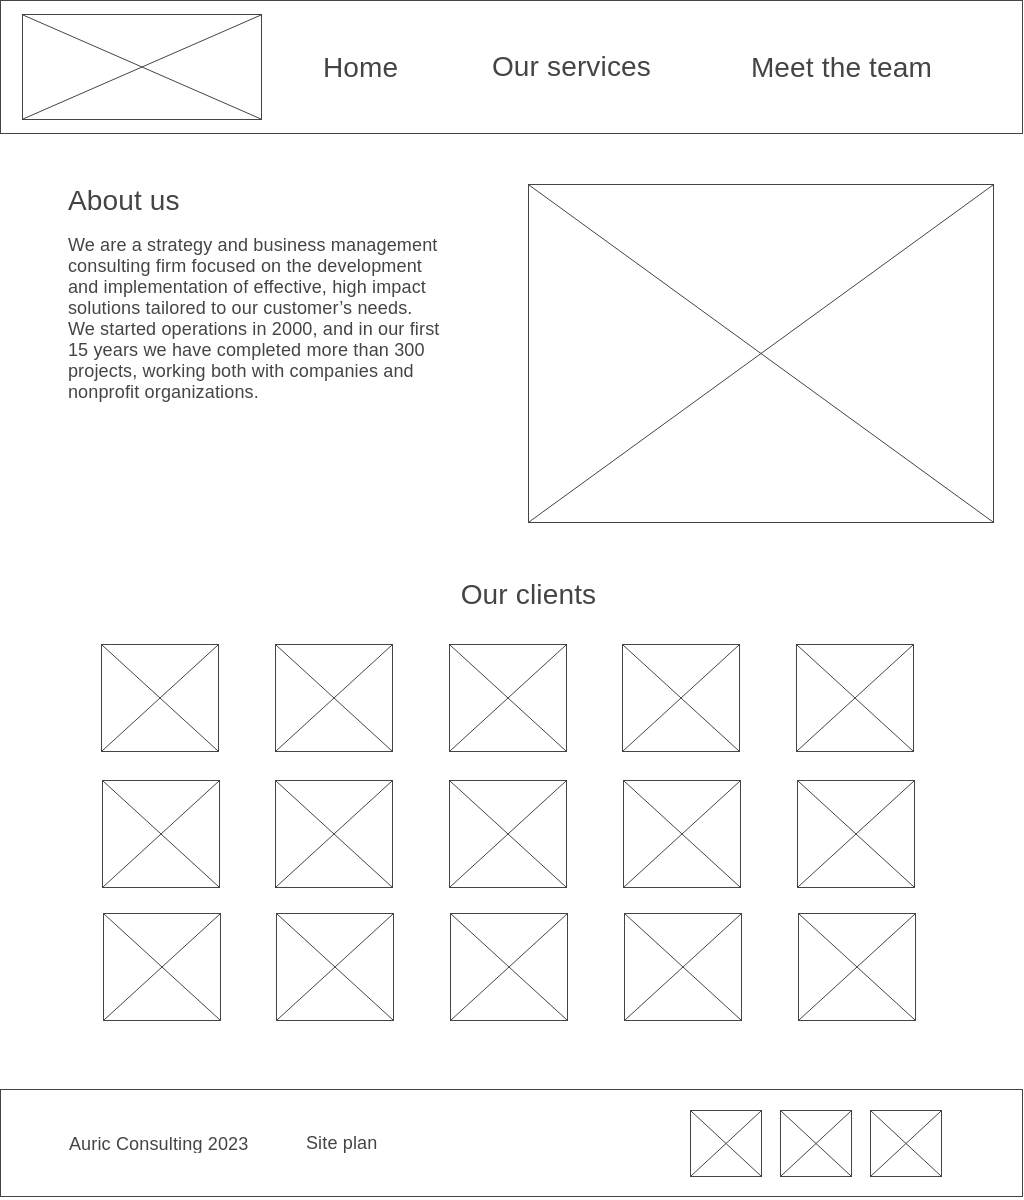 Home
Our services
Meet the team
About us
We are a strategy and business management
consulting firm focused on the development
and implementation of effective, high impact
solutions tailored to our customer’s needs.
We started operations in 2000, and in our first
15 years we have completed more than 300
projects, working both with companies and
nonprofit organizations.
Our clients
Auric Consulting 2023
Site plan